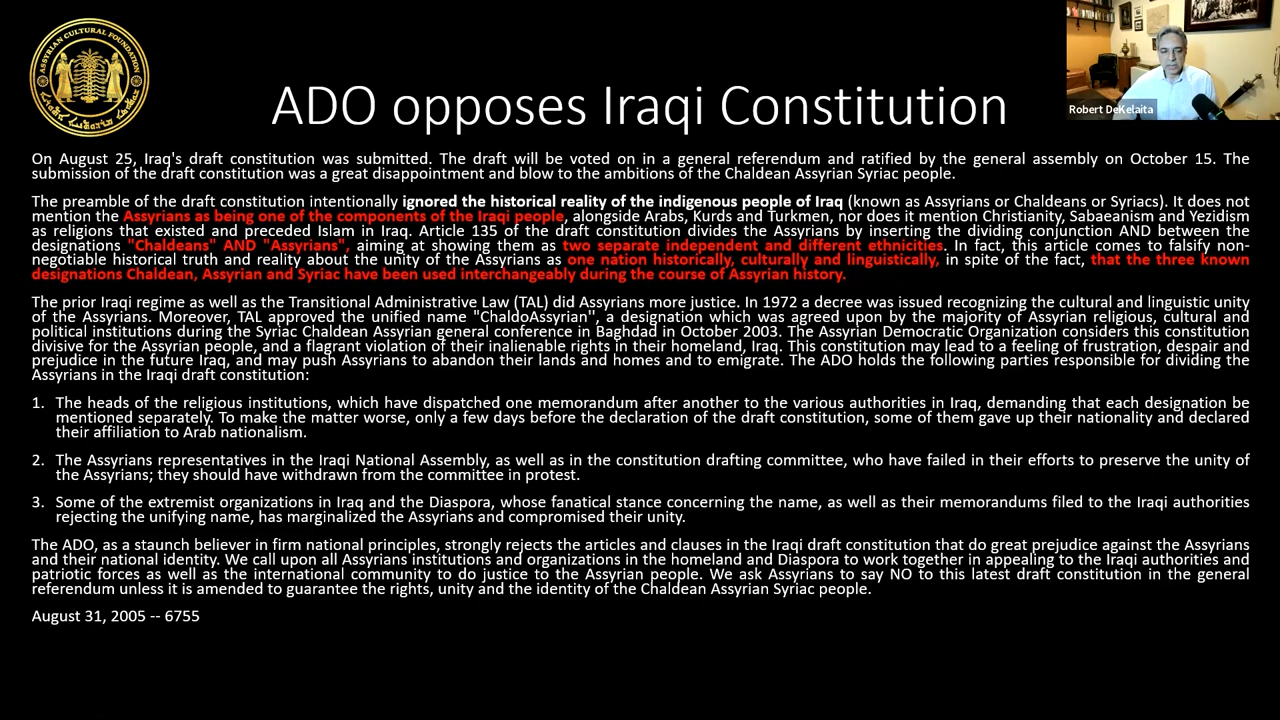 ASSYRIAN CULTURAL FOUNDATION
Robert DeKelaita
ADO opposes Iraqi Constitution
On August 25, Iraq's draft constitution was submitted. The draft will be voted on in a general referendum and ratified by the general assembly on October 15. The
submission of the draft constitution was a great disappointment and blow to the ambitions of the Chaldean Assyrian Syriac people.
The preamble of the draft constitution intentionally ignored the historical reality of the indigenous people of Iraq (known as Assyrians or Chaldeans or Syriacs). It does not
mention the Assyrians as being one of the components of the Iraqi people, alongside Arabs, Kurds and Turkmen, nor does it mention Christianity, Sabaeanism and Yezidism
as religions that existed and preceded Islam in Iraq. Article 135 of the draft constitution divides the Assyrians by inserting the dividing conjunction AND between the
designations "Chaldeans" AND "Assyrians", aiming at showing them as two separate independent and different ethnicities. In fact, this article comes to falsify non-
negotiable historical truth and reality about the unity of the Assyrians as one nation historically, culturally and linguistically, in spite of the fact, that the three known
designations Chaldean, Assyrian and Syriac have been used interchangeably during the course of Assyrian history.
The prior Iraqi regime as well as the Transitional Administrative Law (TAL) did Assyrians more justice. In 1972 a decree was issued recognizing the cultural and linguistic unity
of the Assyrians. Moreover, TAL approved the unified name "ChaldoAssyrian", a designation which was agreed upon by the majority of Assyrian religious, cultural and
political institutions during the Syriac Chaldean Assyrian general conference in Baghdad in October 2003. The Assyrian Democratic Organization considers this constitution
divisive for the Assyrian people, and a flagrant violation of their inalienable rights in their homeland, Iraq. This constitution may lead to a feeling of frustration, despair and
prejudice in the future Iraq, and may push Assyrians to abandon their lands and homes and to emigrate. The ADO holds the following parties responsible for dividing the
Assyrians in the Iraqi draft constitution:
1. The heads of the religious institutions, which have dispatched one memorandum after another to the various authorities in Iraq, demanding that each designation be
mentioned separately. To make the matter worse, only a few days before the declaration of the draft constitution, some of them gave up their nationality and declared
their affiliation to Arab nationalism.
2. The Assyrians representatives in the Iraqi National Assembly, as well as in the constitution drafting committee, who have failed in their efforts to preserve the unity of
the Assyrians; they should have withdrawn from the committee in protest.
3. Some of the extremist organizations in Iraq and the Diaspora, whose fanatical stance concerning the name, as well as their memorandums filed to the Iraqi authorities
rejecting the unifying name, has marginalized the Assyrians and compromised their unity.
The ADO, as a staunch believer in firm national principles, strongly rejects the articles and clauses in the Iraqi draft constitution that do great prejudice against the Assyrians
and their national identity. We call upon all Assyrians institutions and organizations in the homeland and Diaspora to work together in appealing to the Iraqi authorities and
patriotic forces as well as the international community to do justice to the Assyrian people. We ask Assyrians to say NO to this latest draft constitution in the general
referendum unless it is amended to guarantee the rights, unity and the identity of the Chaldean Assyrian Syriac people.
August 31, 2005 -- 6755